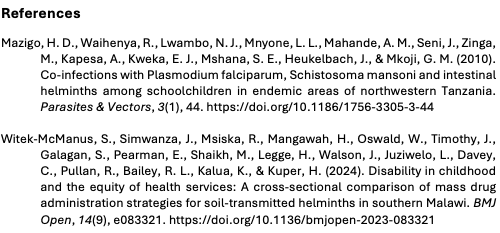 References
Mazigo, H. D., Waihenya, R., Lwambo, N. J., Mnyone, L. L., Mahande, A. M., Seni, J., Zinga,
M., Kapesa, A., Kweka, E. J., Mshana, S. E., Heukelbach, J., & Mkoji, G. M. (2010).
Co-infections with Plasmodium falciparum, Schistosoma mansoni and intestinal
helminths among schoolchildren in endemic areas of northwestern Tanzania.
Parasites & Vectors, 3(1), 44. https://doi.org/10.1186/1756-3305-3-44
Witek-McManus, S., Simwanza, J., Msiska, R., Mangawah, H., Oswald, W., Timothy, J.,
Galagan, S., Pearman, E., Shaikh, M., Legge, H., Walson, J., Juziwelo, L., Davey,
C., Pullan, R., Bailey, R. L., Kalua, K., & Kuper, H. (2024). Disability in childhood
and the equity of health services: A cross-sectional comparison of mass drug
administration strategies for soil-transmitted helminths in southern Malawi. BMJ
Open, 14(9), e083321. https://doi.org/10.1136/bmjopen-2023-083321